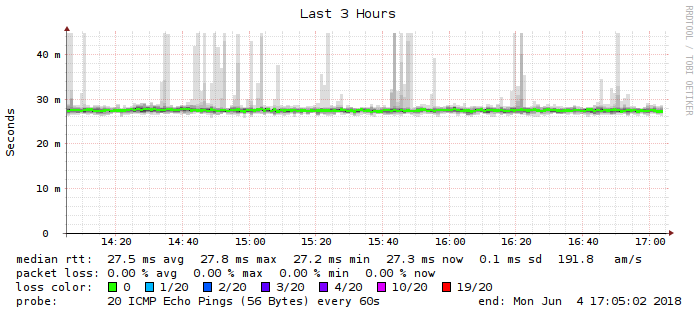 Last 3 Hours
RRDTOOL / TOBI OETIKER
Seconds
40 m
30 m
20 m
10 m
0
14:20 14:40 15:00 15:20 15:40 16:00 16:20 16:40 17:00
median rtt: 27.5 ms avg 27.8 ms max 27.2 ms min 27.3 ms now 0.1 ms sd 191.8 am/s
packet loss: 0.00 % avg 0.00 % max 0.00 % min 0.00 % now
loss color: 0 1/20 2/20 3/20 4/20 10/20 19/20
probe: 20 ICMP Echo Pings (56 Bytes) every 60s end: Mon Jun 4 17:05:02 2018